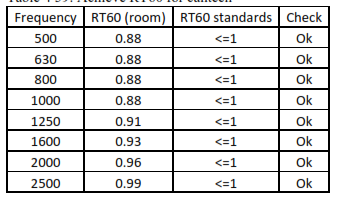 Frequency RT60 (room) RT60 standards Check
500 0.88 <=1 Ok
630 0.88 <=1 Ok
800 0.88 <=1 Ok
1000 0.88 <=1 Ok
1250 0.91 <=1 Ok
1600 0.93 <=1 Ok
2000 0.96 <=1 Ok
2500 0.99 <=1 Ok